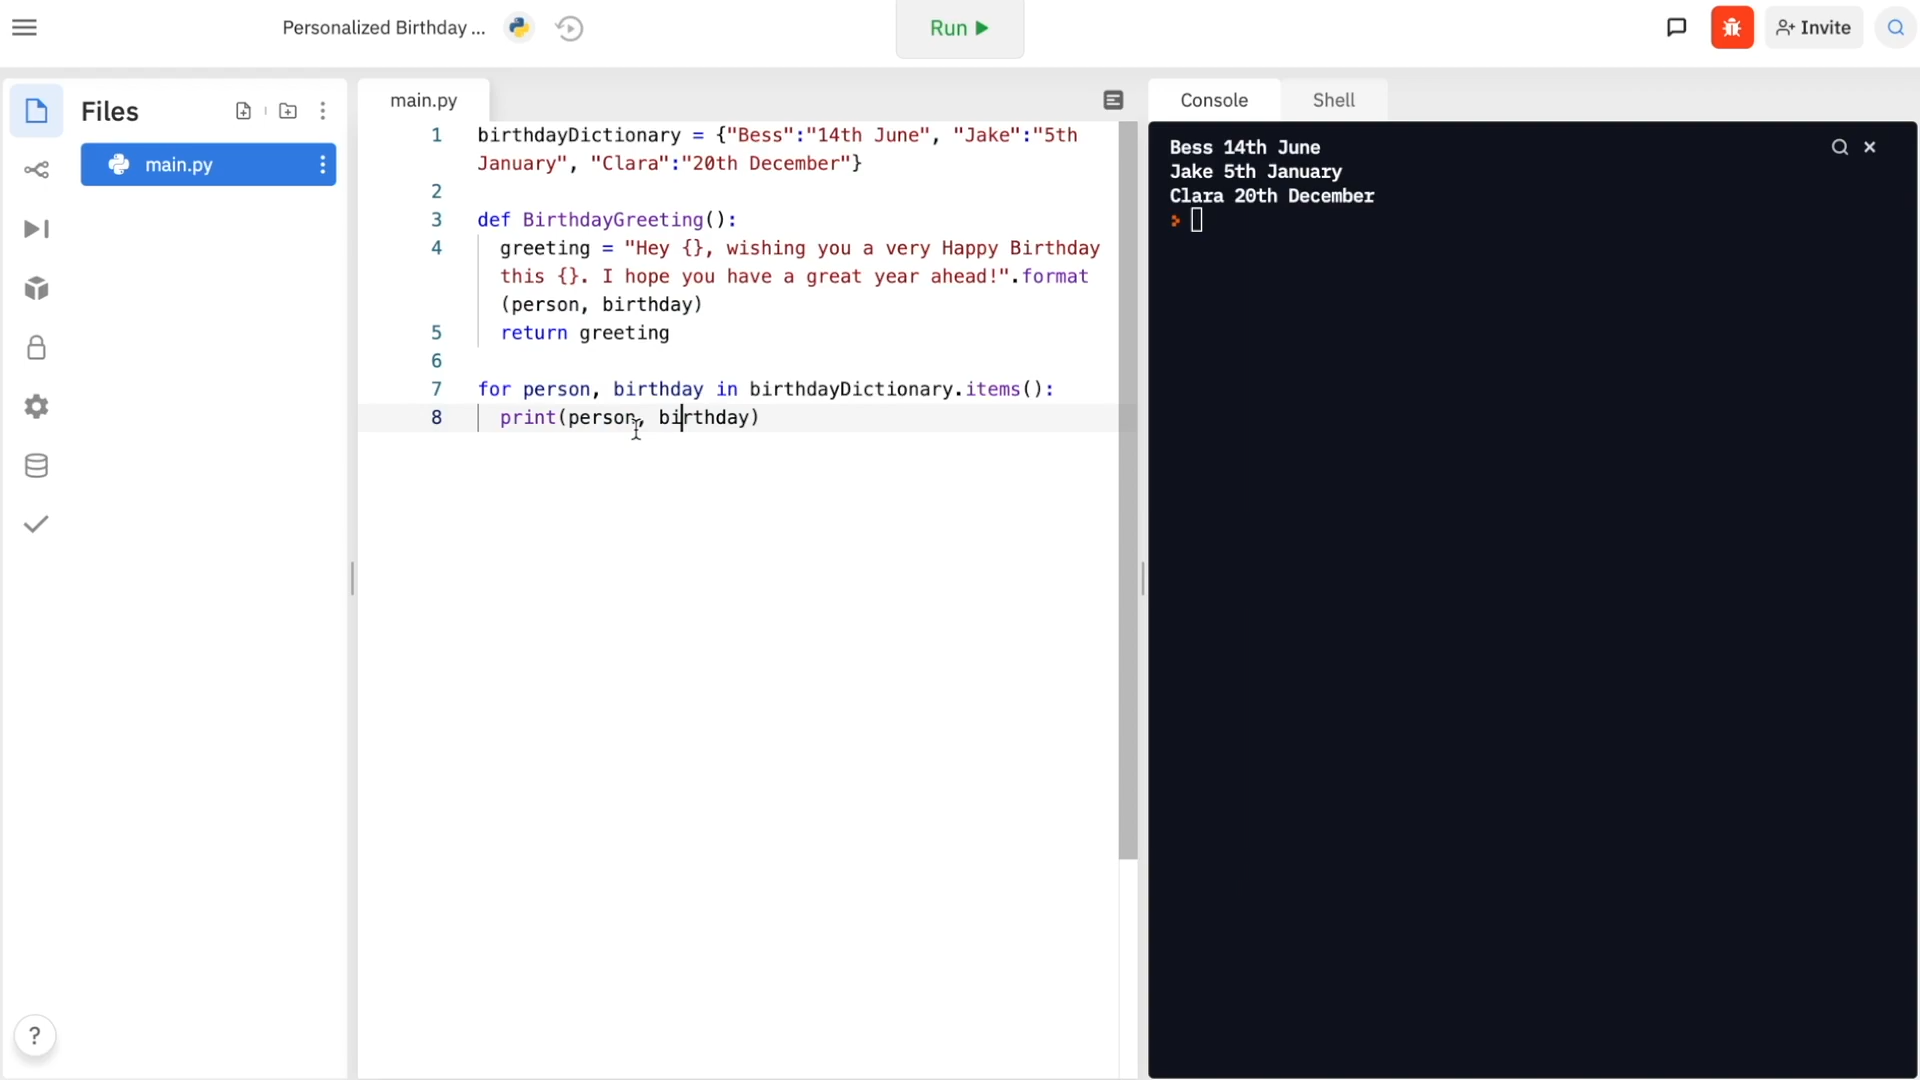 Personalized Birthday ...
Run
Invite
Files
main.py
main.py
1 birthdayDictionary = {"Bess":"14th June", "Jake":"5th
January", "Clara":"20th December"}
2
3 def BirthdayGreeting():
4 greeting = "Hey {}, wishing you a very Happy Birthday
this {}. I hope you have a great year ahead!".format
(person, birthday)
5 return greeting
6
7 for person, birthday in birthdayDictionary.items():
8 print(person, birthday)
Console
Shell
Bess 14th June
Jake 5th January
Clara 20th December
?